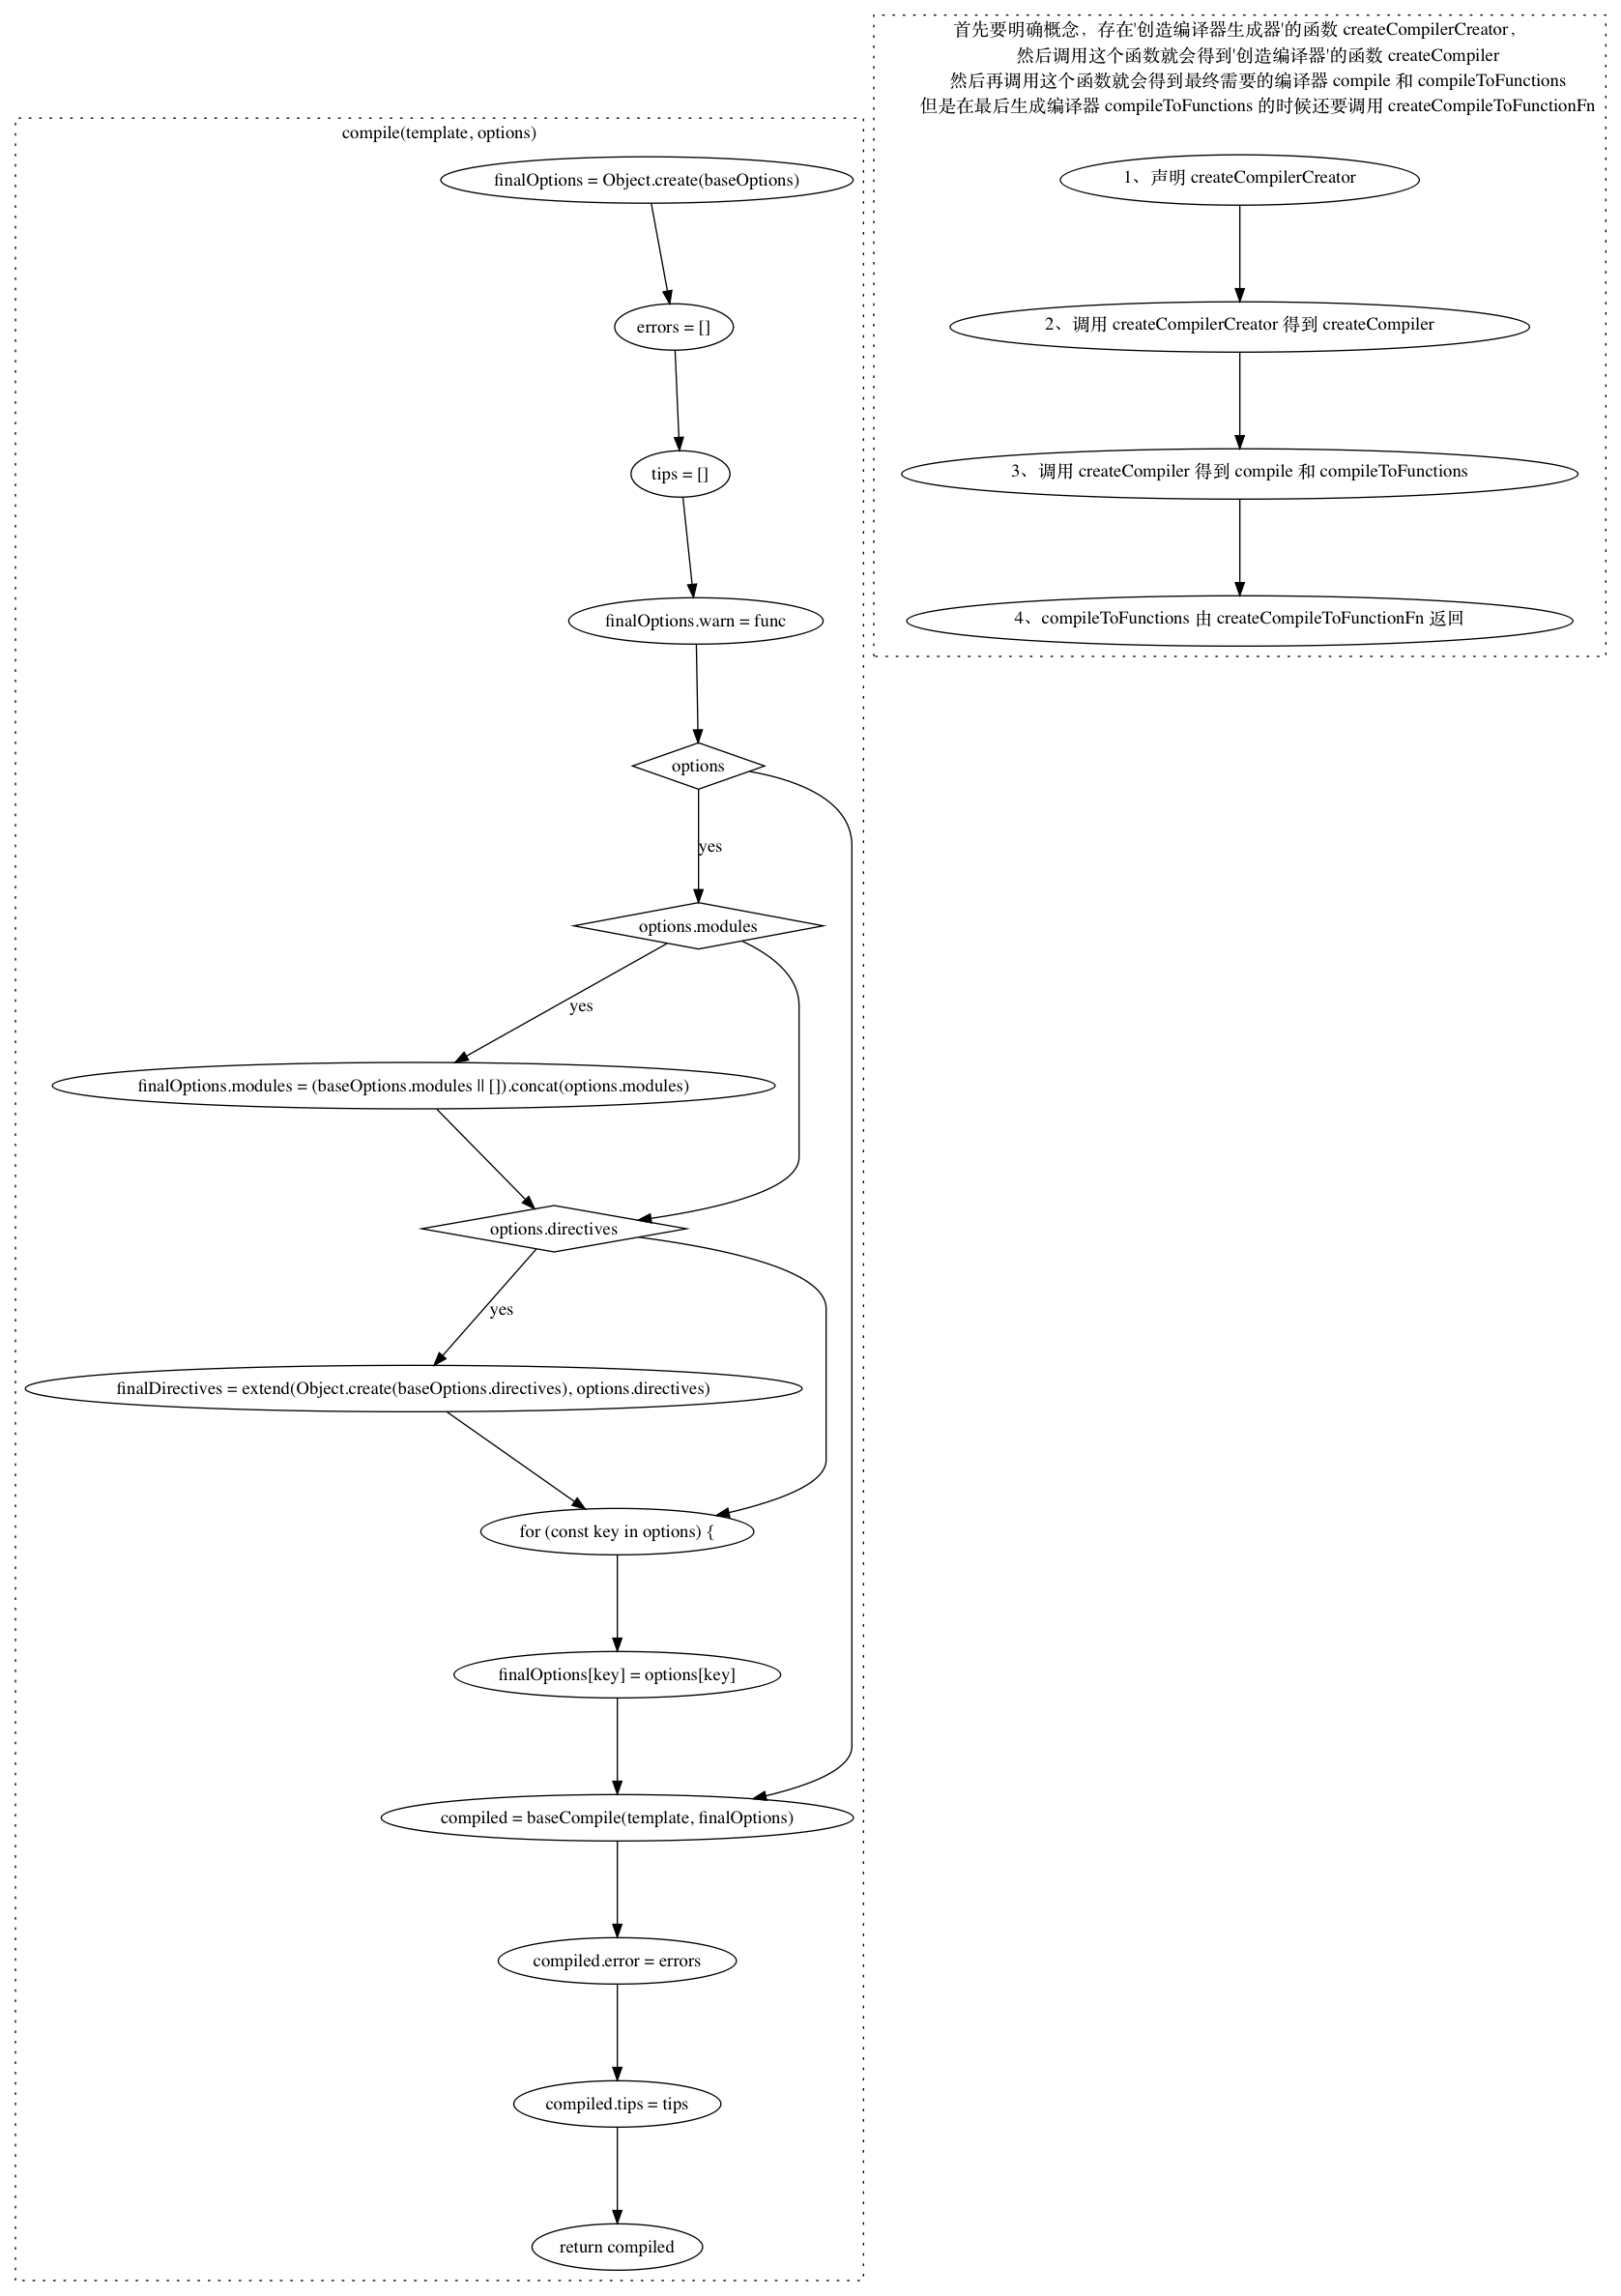 compile(template, options)
finalOptions = Object.create(baseOptions)
errors = []
tips = []
finalOptions.warn = func
options
yes
options.modules
yes
finalOptions.modules = (baseOptions.modules || []).concat(options.modules)
options.directives
yes
finalDirectives = extend(Object.create(baseOptions.directives), options.directives)
for (const key in options) {
finalOptions[key] = options[key]
compiled = baseCompile(template, finalOptions)
compiled.error = errors
compiled.tips = tips
return compiled
首先要明确概念，存在'创造编译器生成器'的函数 createCompilerCreator，
然后调用这个函数就会得到'创造编译器'的函数 createCompiler
然后再调用这个函数就会得到最终需要的编译器 compile 和 compileToFunctions
但是在最后生成编译器 compileToFunctions 的时候还要调用 createCompileToFunctionFn
1、声明 createCompilerCreator
2、调用 createCompilerCreator 得到 createCompiler
3、调用 createCompiler 得到 compile 和 compileToFunctions
4、compileToFunctions 由 createCompileToFunctionFn 返回